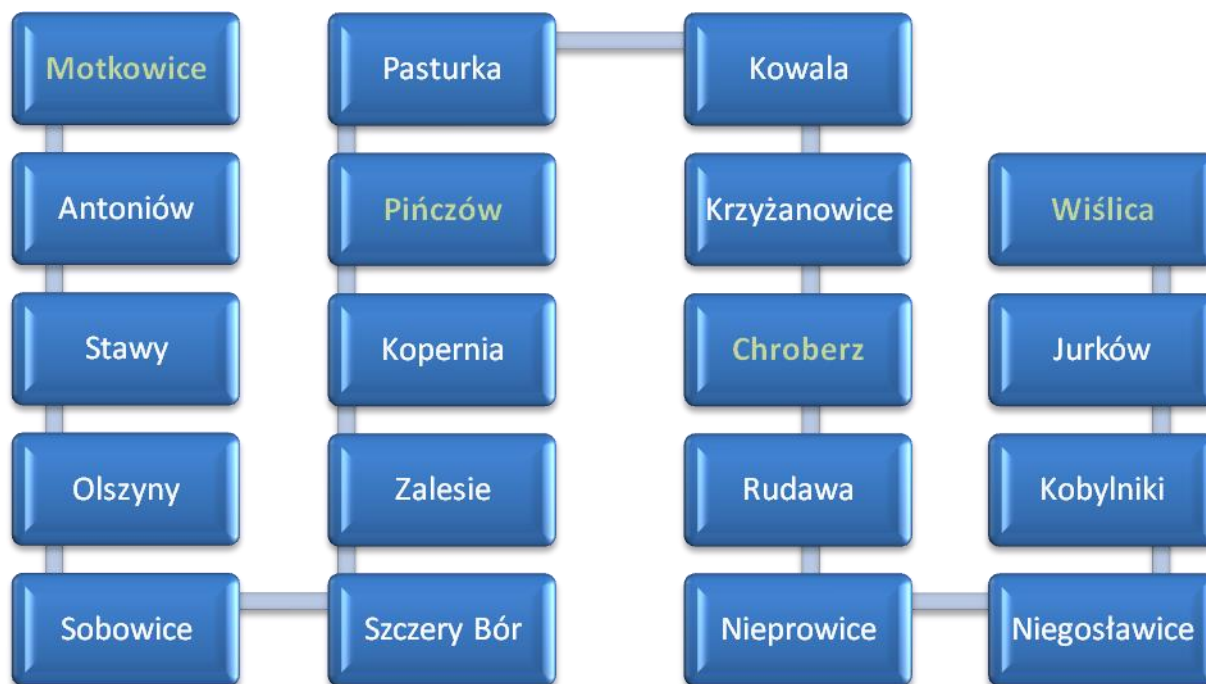 Motkowice
Antoniów
Stawy
Olszyny
Sobowice
Szczery Bór
Zalesie
Kopernia
Pińczów
Pasturka
Kowala
Krzyżanowice
Chroberz
Rudawa
Nieprowice
Niegosławice
Kobylniki
Jurków
Wiślica